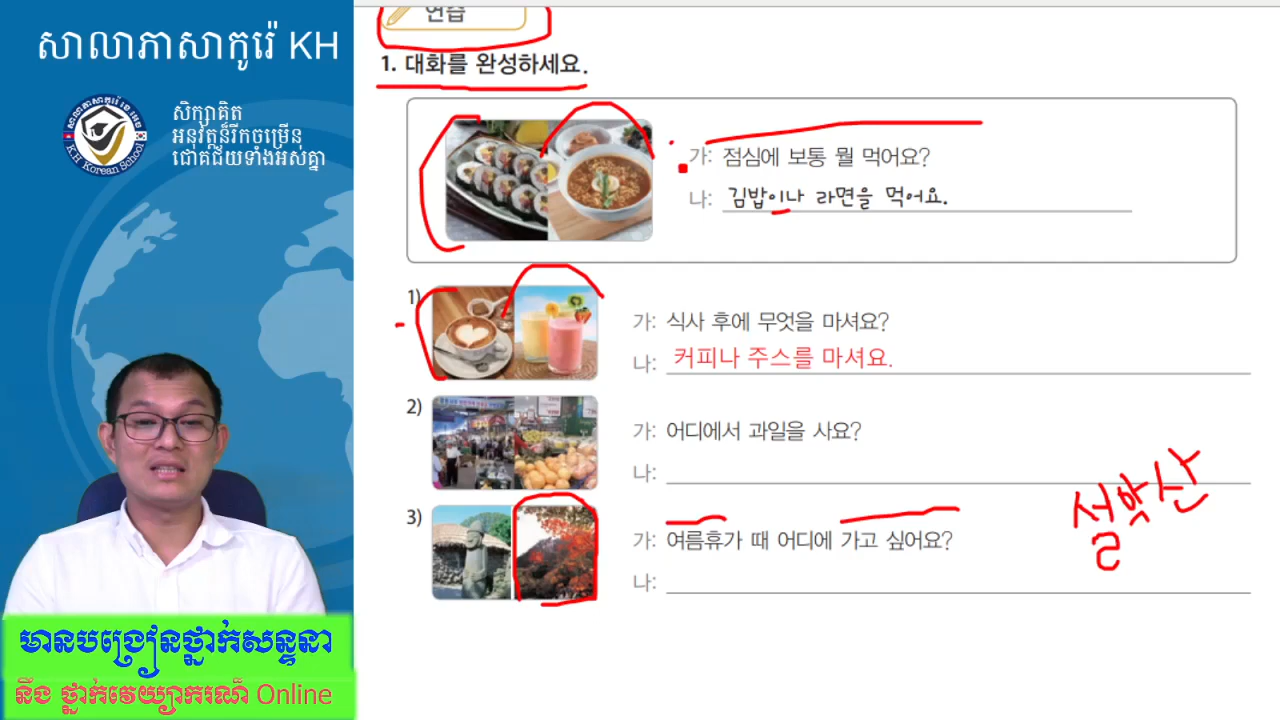 សាលាភាសាកូរ៉េ KH
សិក្សាគិត
អនុវត្តន៍រីកចម្រើន
ជោគជ័យទាំងអស់គ្នា
K.H Korean School
연습
1. 대화를 완성하세요.
가: 점심에 보통 뭘 먹어요?
나: 김밥이나 라면을 먹어요.
1)
가: 식사 후에 무엇을 마셔요?
나: 커피나 주스를 마셔요.
2)
가: 어디에서 과일을 사요?
나:
3)
가: 여름휴가 때 어디에 가고 싶어요?
나:
설악산
មានបង្រៀនថ្នាក់សន្ទនា
នឹង ថ្នាក់វេយ្យាករណ៏ Online